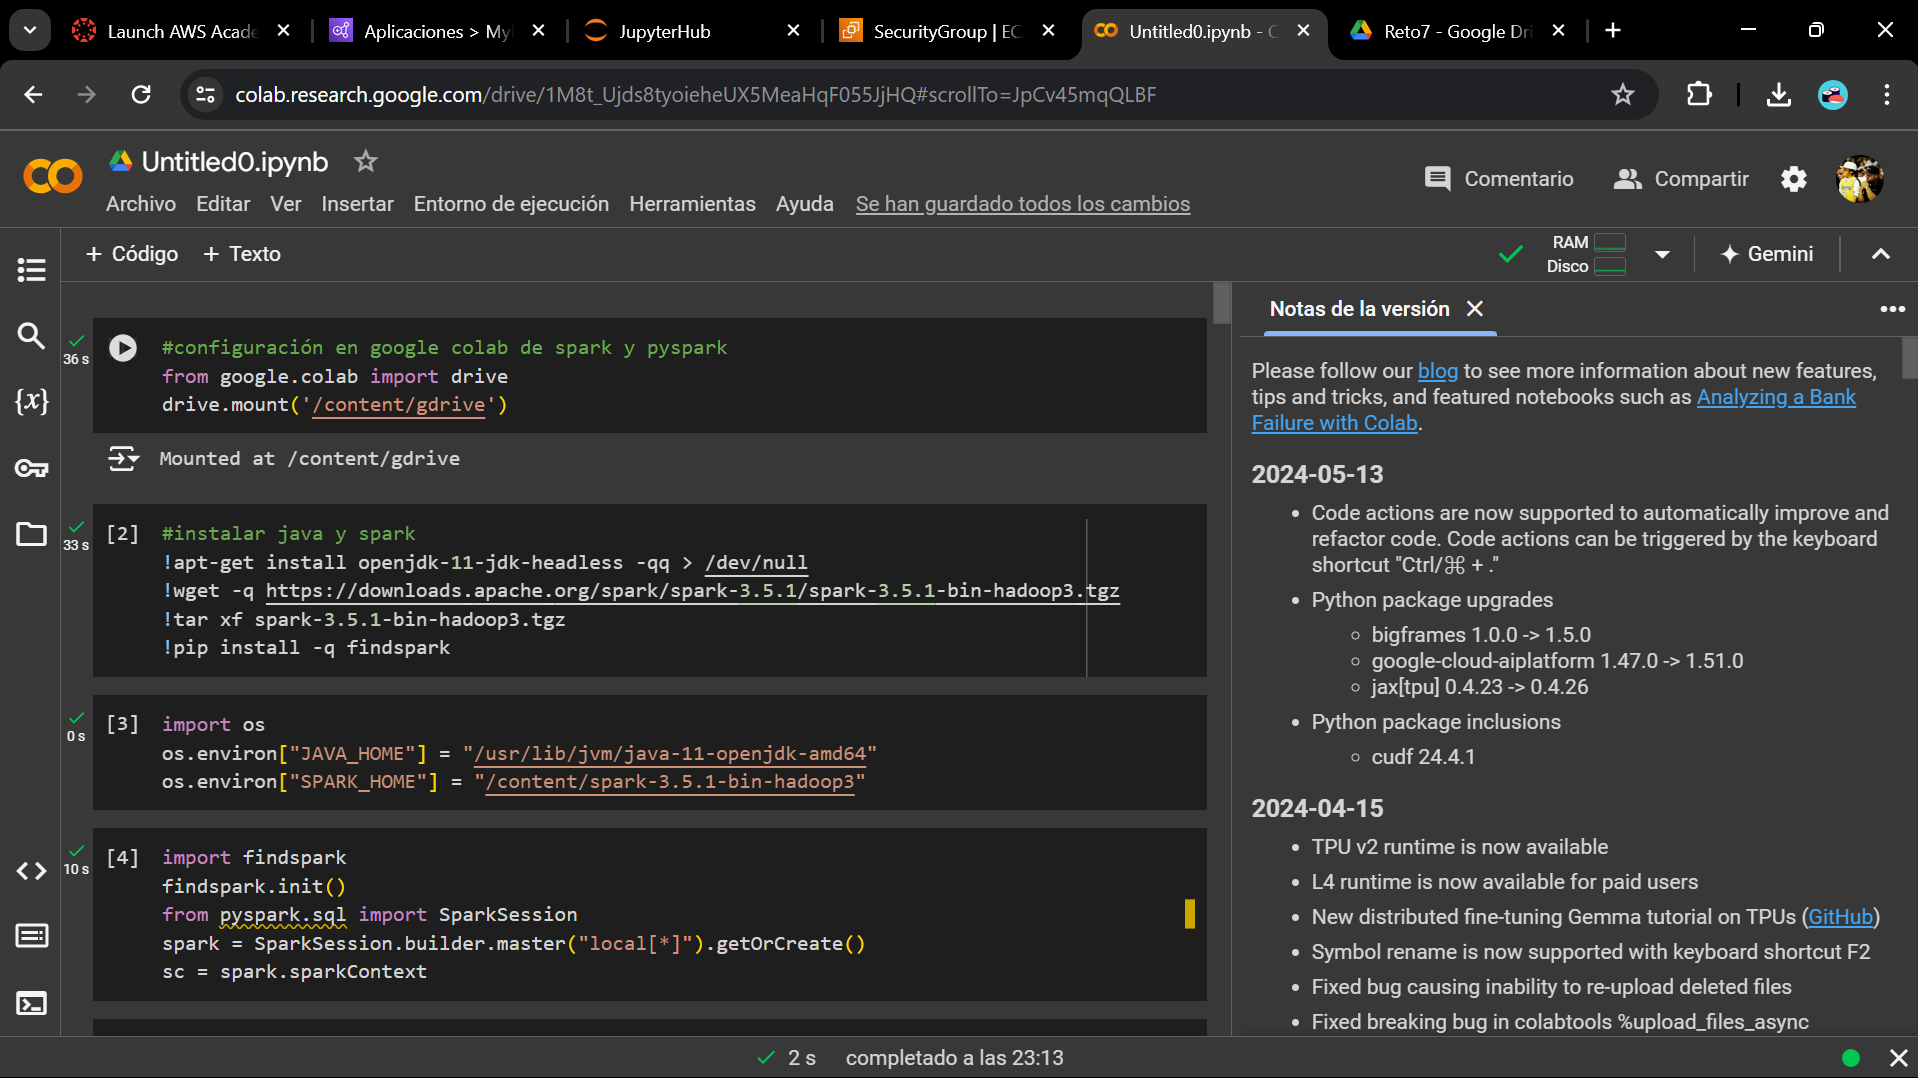 Launch AWS Acade
Aplicaciones > My
JupyterHub
SecurityGroup | EC
Untitled0.ipynb - C
Reto7 - Google Dri
colab.research.google.com/drive/1M8t_Ujds8tyoieheUX5MeaHqF055JjHQ#scrollTo=JpCv45mqQLBF
Untitled0.ipynb
Comentario
Compartir
Archivo Editar Ver Insertar Entorno de ejecución Herramientas Ayuda Se han guardado todos los cambios
+ Código + Texto
RAM
Disco
Gemini
36 s
#configuración en google colab de spark y pyspark
from google.colab import drive
drive.mount('/content/gdrive')
Mounted at /content/gdrive
33 s
[2] #instalar java y spark
!apt-get install openjdk-11-jdk-headless -qq > /dev/null
!wget -q https://downloads.apache.org/spark/spark-3.5.1/spark-3.5.1-bin-hadoop3.tgz
!tar xf spark-3.5.1-bin-hadoop3.tgz
!pip install -q findspark
0 s
[3] import os
os.environ["JAVA_HOME"] = "/usr/lib/jvm/java-11-openjdk-amd64"
os.environ["SPARK_HOME"] = "/content/spark-3.5.1-bin-hadoop3"
10 s
[4] import findspark
findspark.init()
from pyspark.sql import SparkSession
spark = SparkSession.builder.master("local[*]").getOrCreate()
sc = spark.sparkContext
Notas de la versión
Please follow our blog to see more information about new features,
tips and tricks, and featured notebooks such as Analyzing a Bank
Failure with Colab.
2024-05-13
• Code actions are now supported to automatically improve and
refactor code. Code actions can be triggered by the keyboard
shortcut "Ctrl/⌘ + ."
• Python package upgrades
◦ bigframes 1.0.0 -> 1.5.0
◦ google-cloud-aiplatform 1.47.0 -> 1.51.0
◦ jax[tpu] 0.4.23 -> 0.4.26
• Python package inclusions
◦ cudf 24.4.1
2024-04-15
• TPU v2 runtime is now available
• L4 runtime is now available for paid users
• New distributed fine-tuning Gemma tutorial on TPUs (GitHub)
• Symbol rename is now supported with keyboard shortcut F2
• Fixed bug causing inability to re-upload deleted files
• Fixed breaking bug in colabtools %upload_files_async
2 s completado a las 23:13